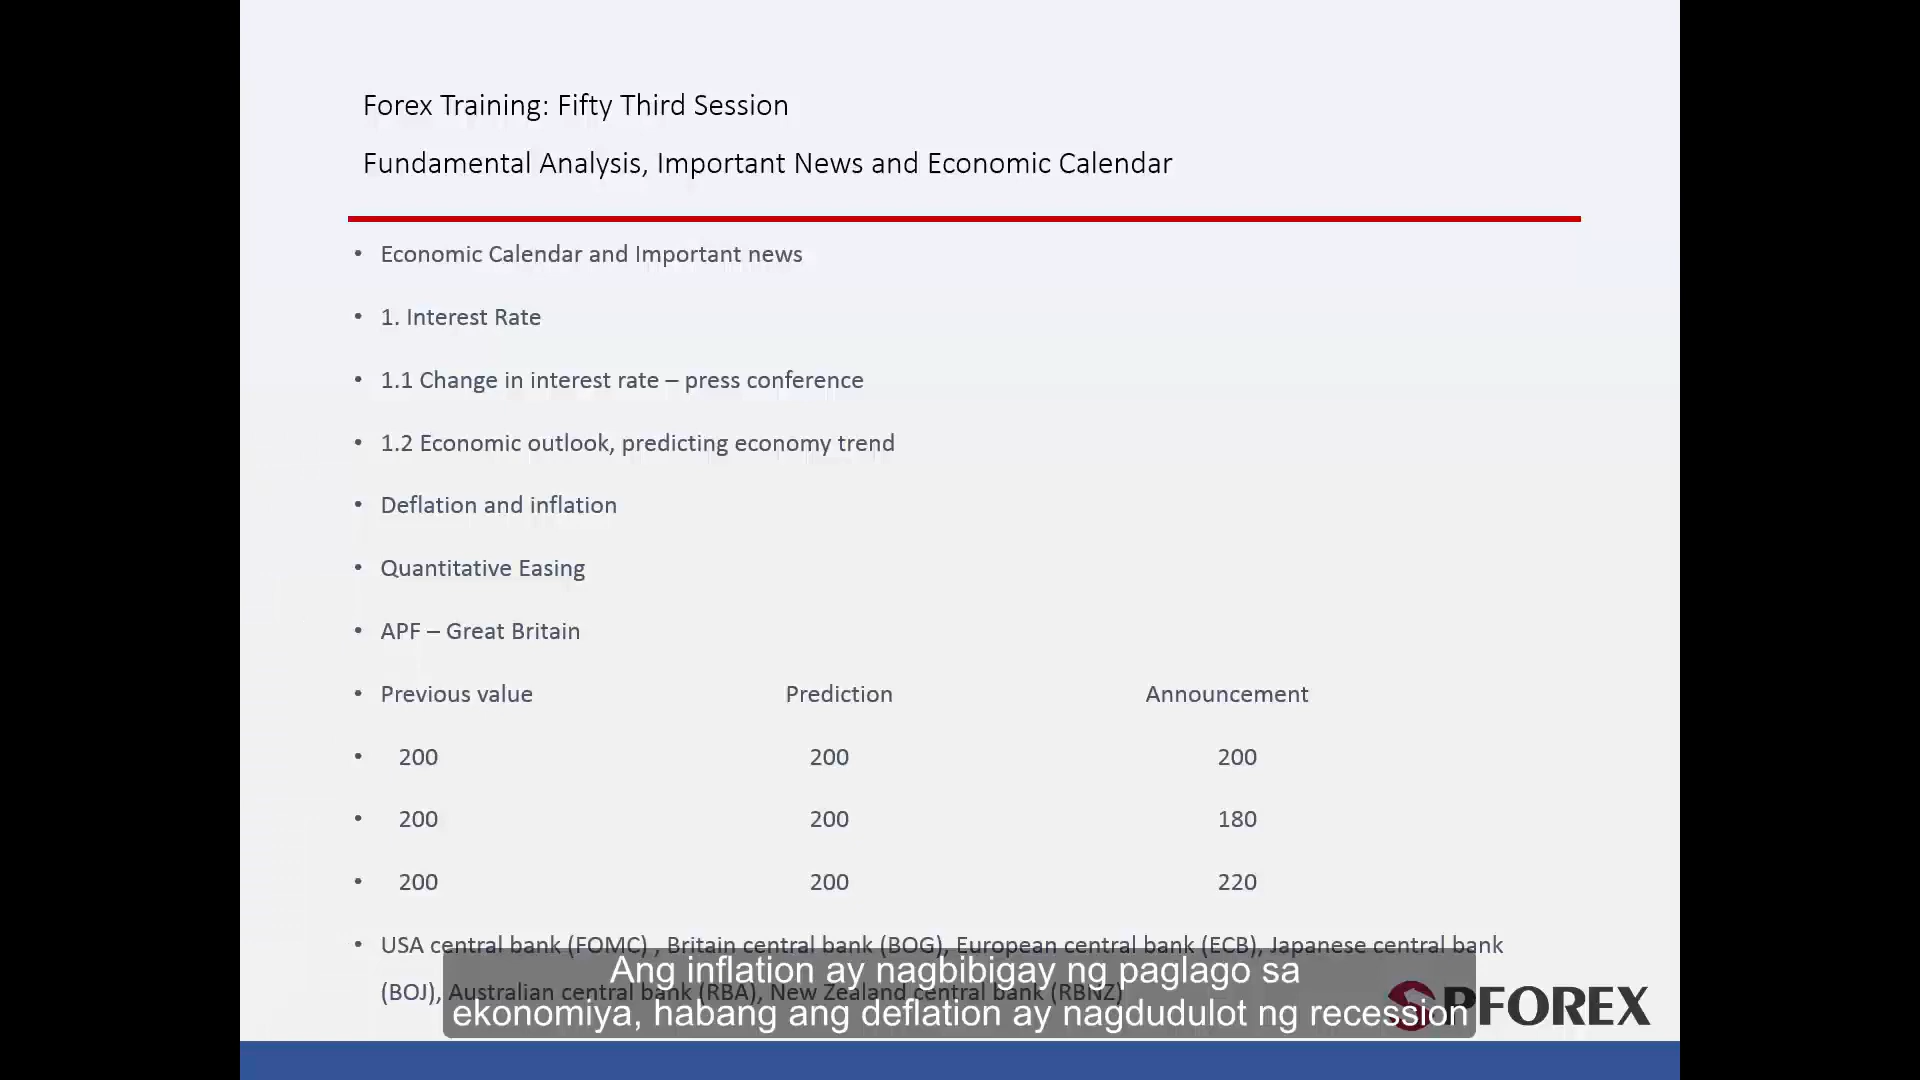 Forex Training: Fifty Third Session
Fundamental Analysis, Important News and Economic Calendar
• Economic Calendar and Important news
• 1. Interest Rate
• 1.1 Change in interest rate – press conference
• 1.2 Economic outlook, predicting economy trend
• Deflation and inflation
• Quantitative Easing
• APF – Great Britain
• Previous value Prediction Announcement
• 200 200 200
• 200 200 180
• 200 200 220
• USA central bank (FOMC) , Britain central bank (BOG), European central bank (ECB), Japanese central bank
(BOJ), Australian central bank (RBA), New Zealand central bank (RBNZ)
Ang inflation ay nagbibigay ng paglago sa
ekonomiya, habang ang deflation ay nagdudulot ng recession
PFOREX